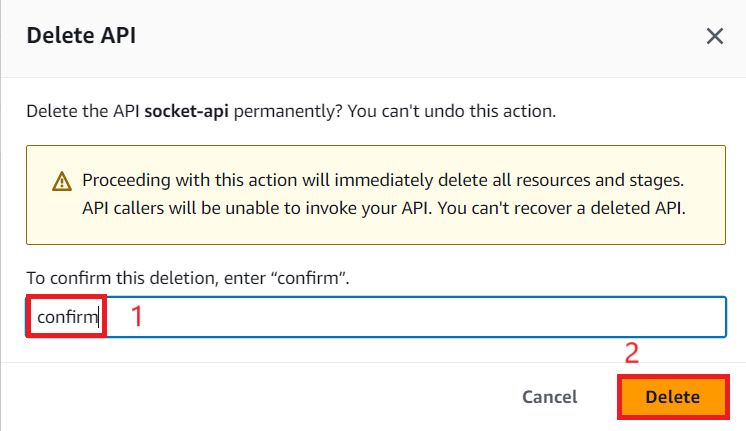 Delete API
Delete the API socket-api permanently? You can't undo this action.
Proceeding with this action will immediately delete all resources and stages.
API callers will be unable to invoke your API. You can't recover a deleted API.
To confirm this deletion, enter “confirm”.
confirm 1
2
Cancel Delete